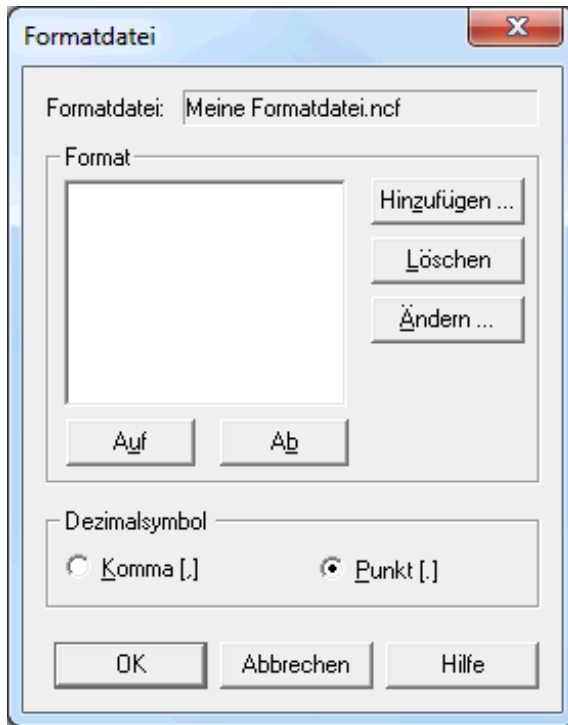 Formatdatei
Formatdatei: Meine Formatdatei.ncf
Format
Hinzufügen ...
Löschen
Ändern ...
Auf Ab
Dezimalsymbol
Komma [,] Punkt [.]
OK Abbrechen Hilfe